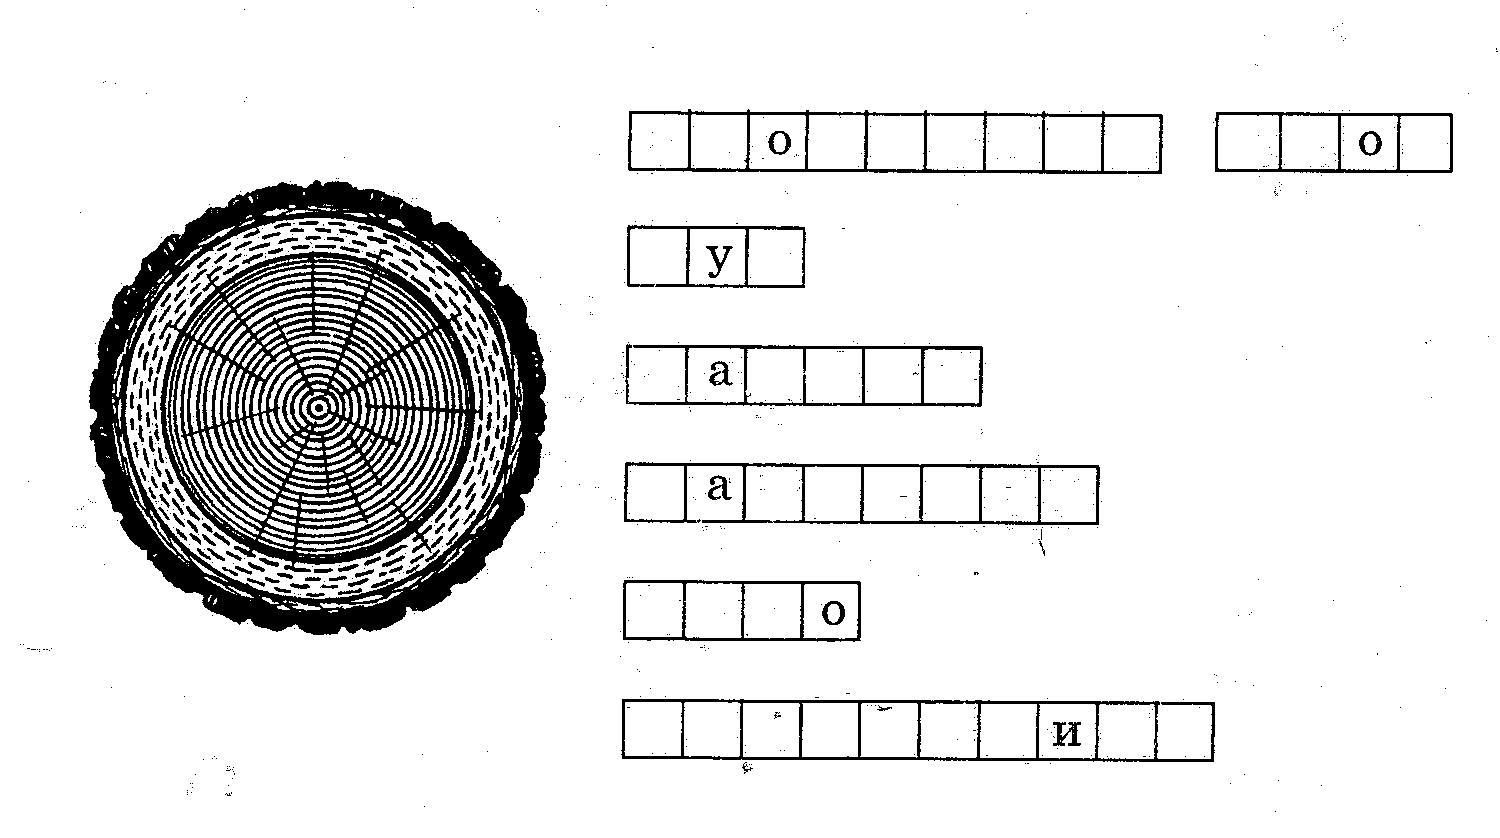 о о
у
а
а
о
и